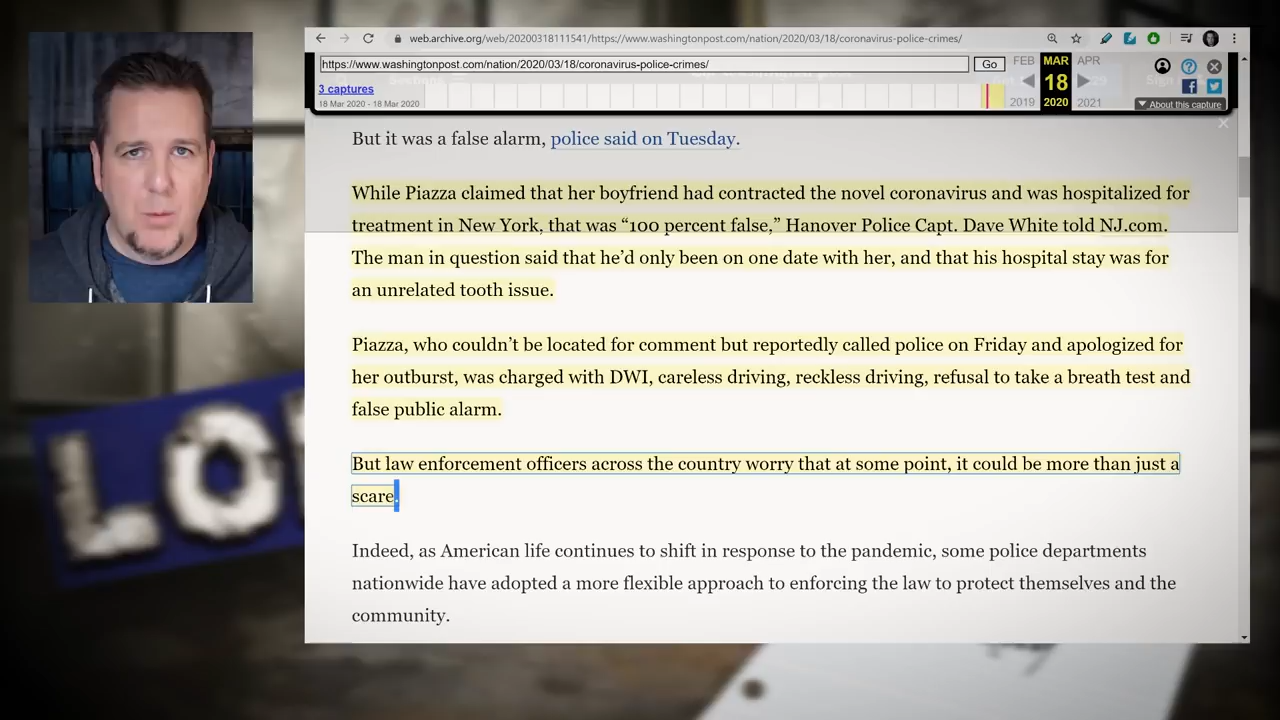 web.archive.org/web/20200318111541/https://www.washingtonpost.com/nation/2020/03/18/coronavirus-police-crimes/
https://www.washingtonpost.com/nation/2020/03/18/coronavirus-police-crimes/
Go
FEB
MAR
APR
3 captures
18
18 Mar 2020 - 18 Mar 2020
2019
2020
2021
About this capture
But it was a false alarm, police said on Tuesday.
While Piazza claimed that her boyfriend had contracted the novel coronavirus and was hospitalized for
treatment in New York, that was “100 percent false,” Hanover Police Capt. Dave White told NJ.com.
The man in question said that he’d only been on one date with her, and that his hospital stay was for
an unrelated tooth issue.
Piazza, who couldn’t be located for comment but reportedly called police on Friday and apologized for
her outburst, was charged with DWI, careless driving, reckless driving, refusal to take a breath test and
false public alarm.
But law enforcement officers across the country worry that at some point, it could be more than just a
scare.
Indeed, as American life continues to shift in response to the pandemic, some police departments
nationwide have adopted a more flexible approach to enforcing the law to protect themselves and the
community.
LO